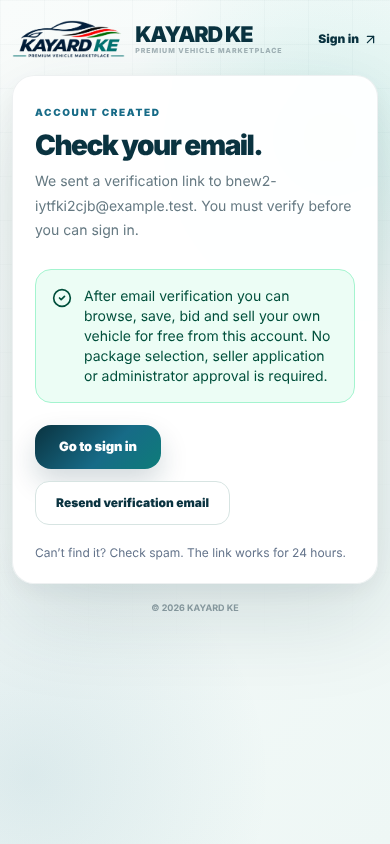 KAYARD KE
PREMIUM VEHICLE MARKETPLACE
KAYARD KE
PREMIUM VEHICLE MARKETPLACE
Sign in
ACCOUNT CREATED
Check your email.
We sent a verification link to bnew2-
iytfki2cjb@example.test. You must verify before
you can sign in.
After email verification you can
browse, save, bid and sell your own
vehicle for free from this account. No
package selection, seller application
or administrator approval is required.
Go to sign in
Resend verification email
Can't find it? Check spam. The link works for 24 hours.
© 2026 KAYARD KE